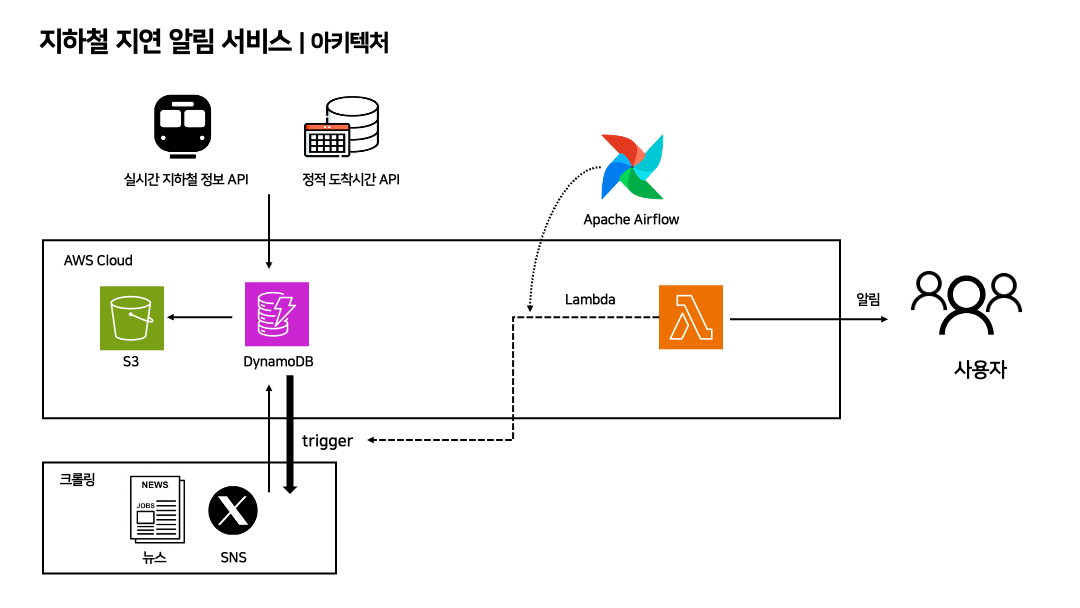 지하철 지연 알림 서비스 | 아키텍처
실시간 지하철 정보 API
정적 도착시간 API
Apache Airflow
AWS Cloud
Lambda
알림
S3
DynamoDB
사용자
trigger
크롤링
NEWS
JOBS
X
뉴스
SNS